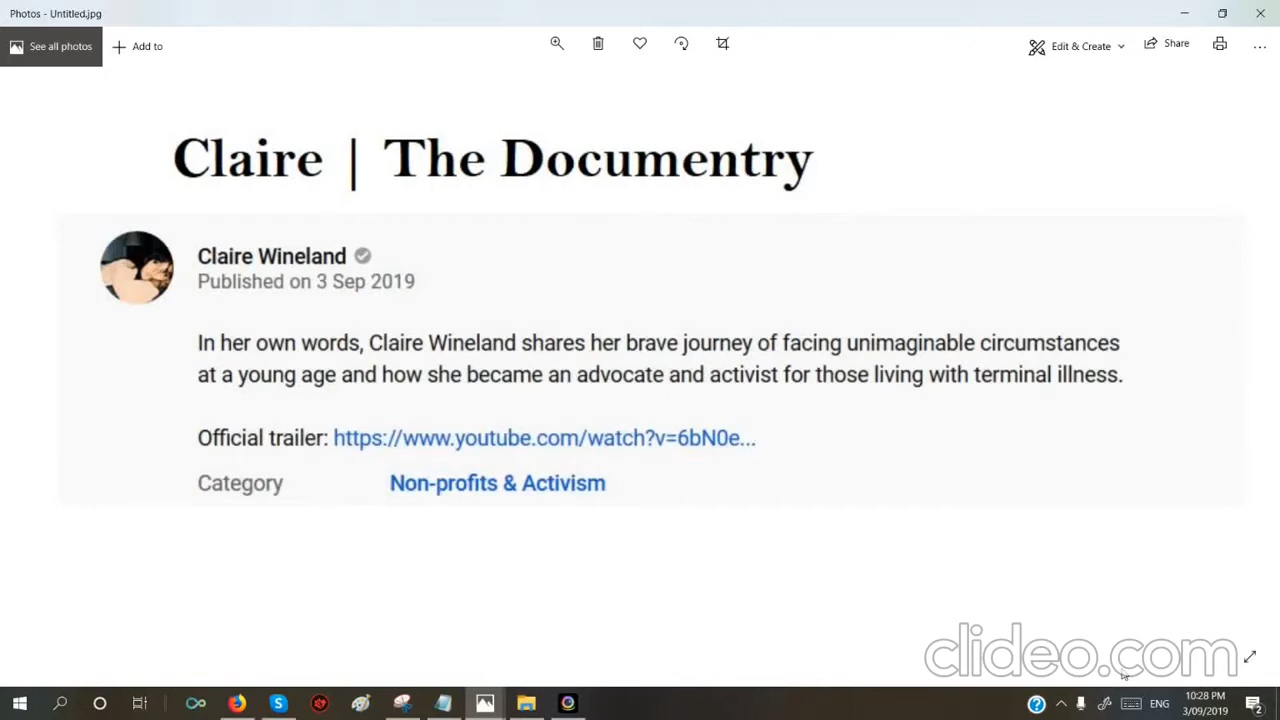 Photos - Untitled.jpg
See all photos
Add to
Edit & Create
Share
Claire | The Documentry
Claire Wineland
Published on 3 Sep 2019
In her own words, Claire Wineland shares her brave journey of facing unimaginable circumstances
at a young age and how she became an advocate and activist for those living with terminal illness.
Official trailer: https://www.youtube.com/watch?v=6bN0e...
Category Non-profits & Activism
clideo.com
ENG
10:28 PM
3/09/2019
2